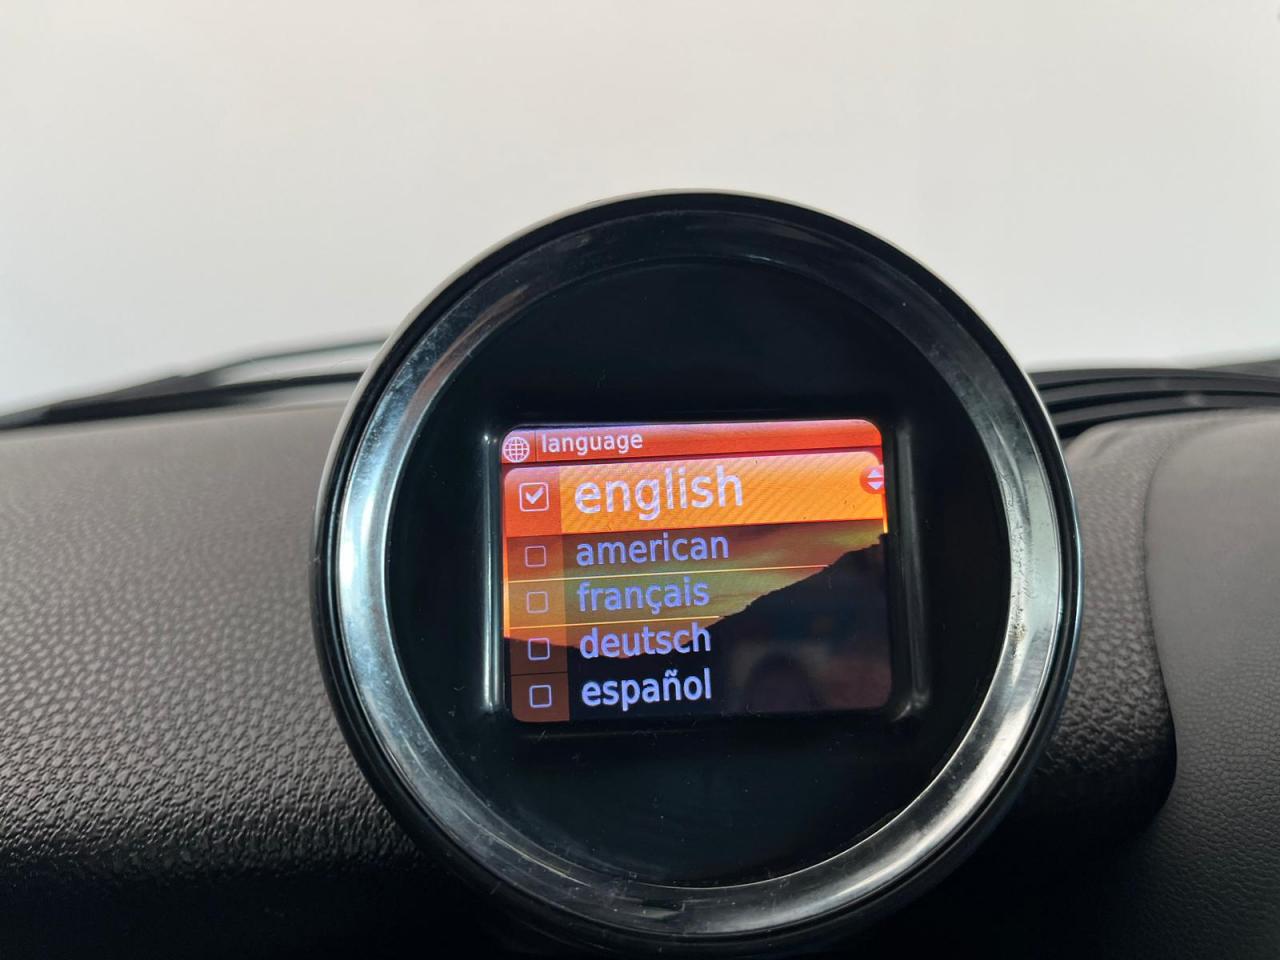 language
english
american
français
deutsch
español